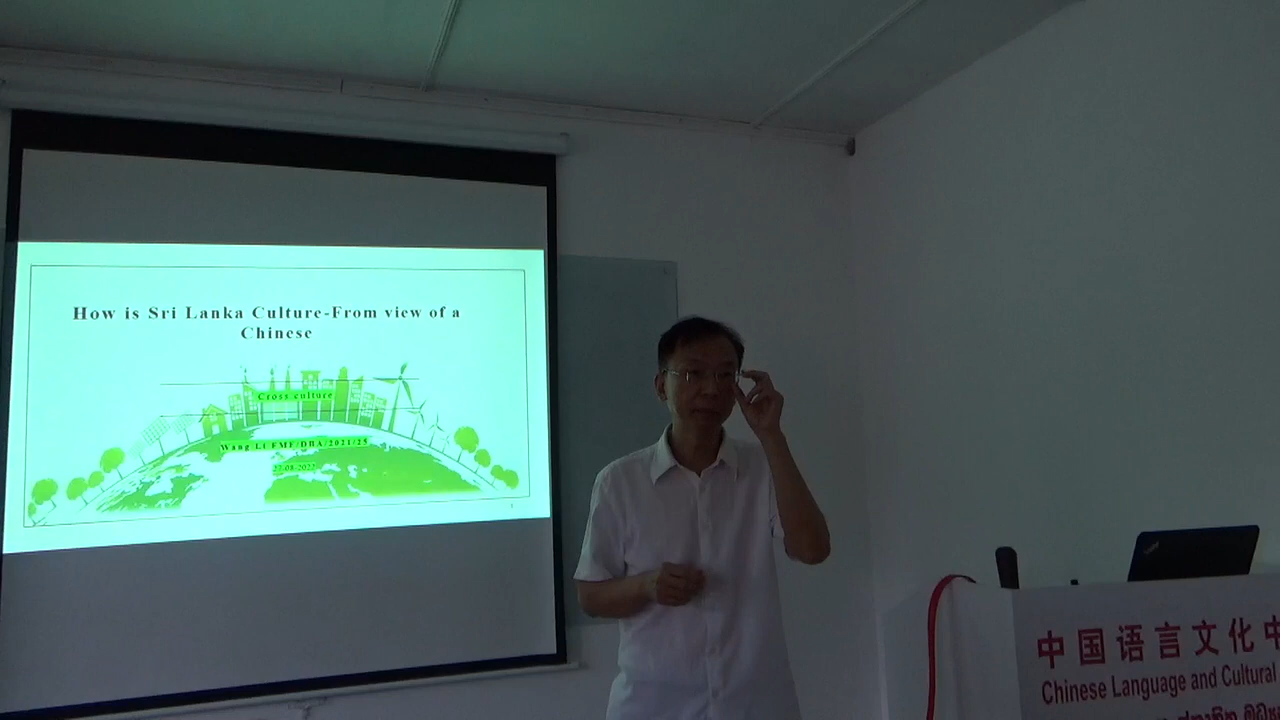 How is Sri Lanka Culture-From view of a
Chinese
Cross culture
Wang Li FMF/DBA/2021/25
22-08-2022
中国语言文化中
Chinese Language and Cultural